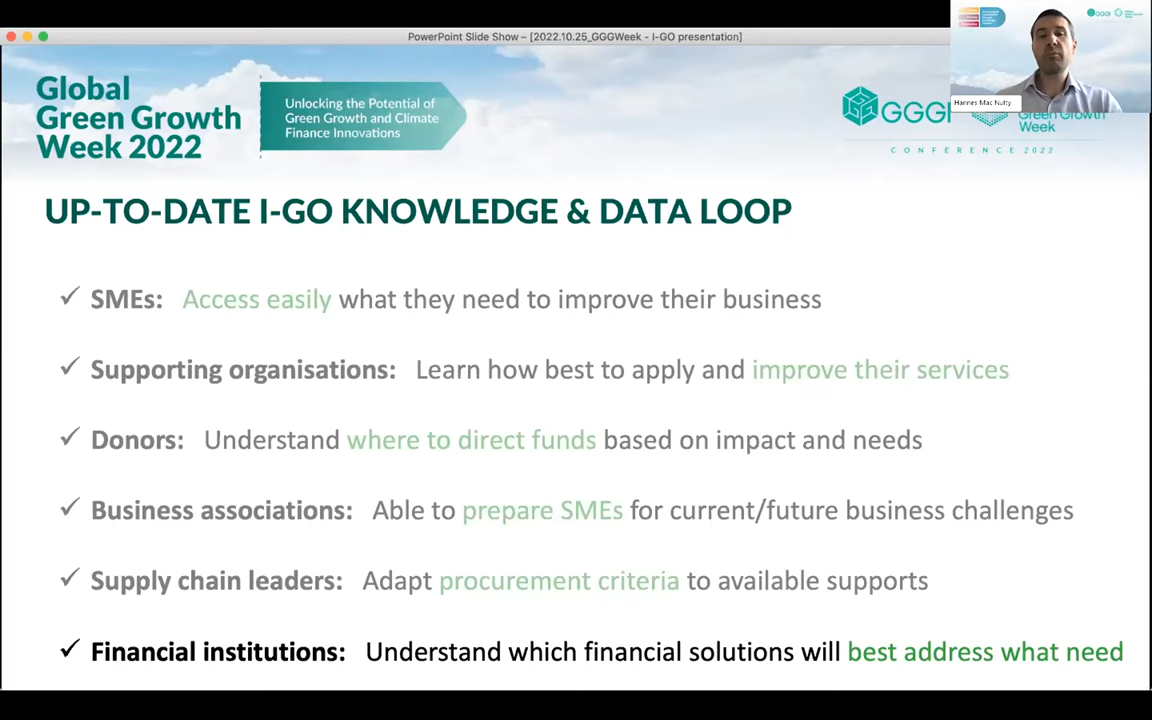 PowerPoint Slide Show – [2022.10.25_GGGWeek - I-GO presentation]
Global
Green Growth
Week 2022
Unlocking the Potential of
Green Growth and Climate
Finance Innovations
GGGI
Green Growth
Week
CONFERENCE 2022
Hannes Mac Nulty
UP-TO-DATE I-GO KNOWLEDGE & DATA LOOP
✓ SMEs: Access easily what they need to improve their business
✓ Supporting organisations: Learn how best to apply and improve their services
✓ Donors: Understand where to direct funds based on impact and needs
✓ Business associations: Able to prepare SMEs for current/future business challenges
✓ Supply chain leaders: Adapt procurement criteria to available supports
✓ Financial institutions: Understand which financial solutions will best address what need